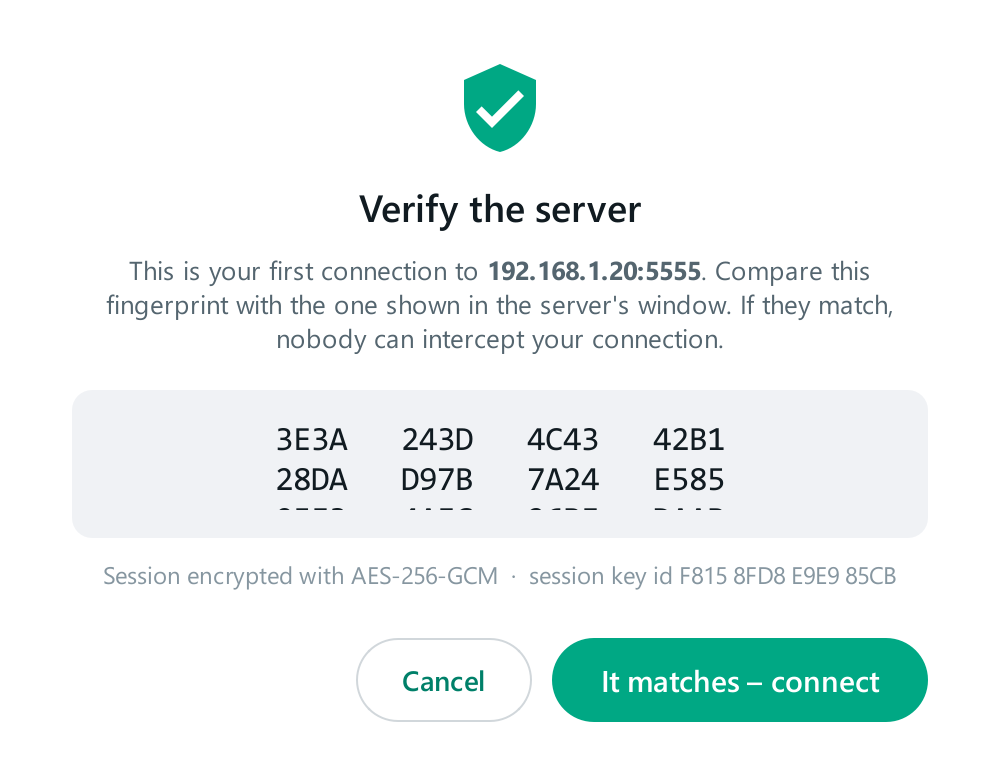 Verify the server
This is your first connection to 192.168.1.20:5555. Compare this
fingerprint with the one shown in the server's window. If they match,
nobody can intercept your connection.
3E3A 243D 4C43 42B1
28DA D97B 7A24 E585
Session encrypted with AES-256-GCM · session key id F815 8FD8 E9E9 85CB
Cancel
It matches – connect